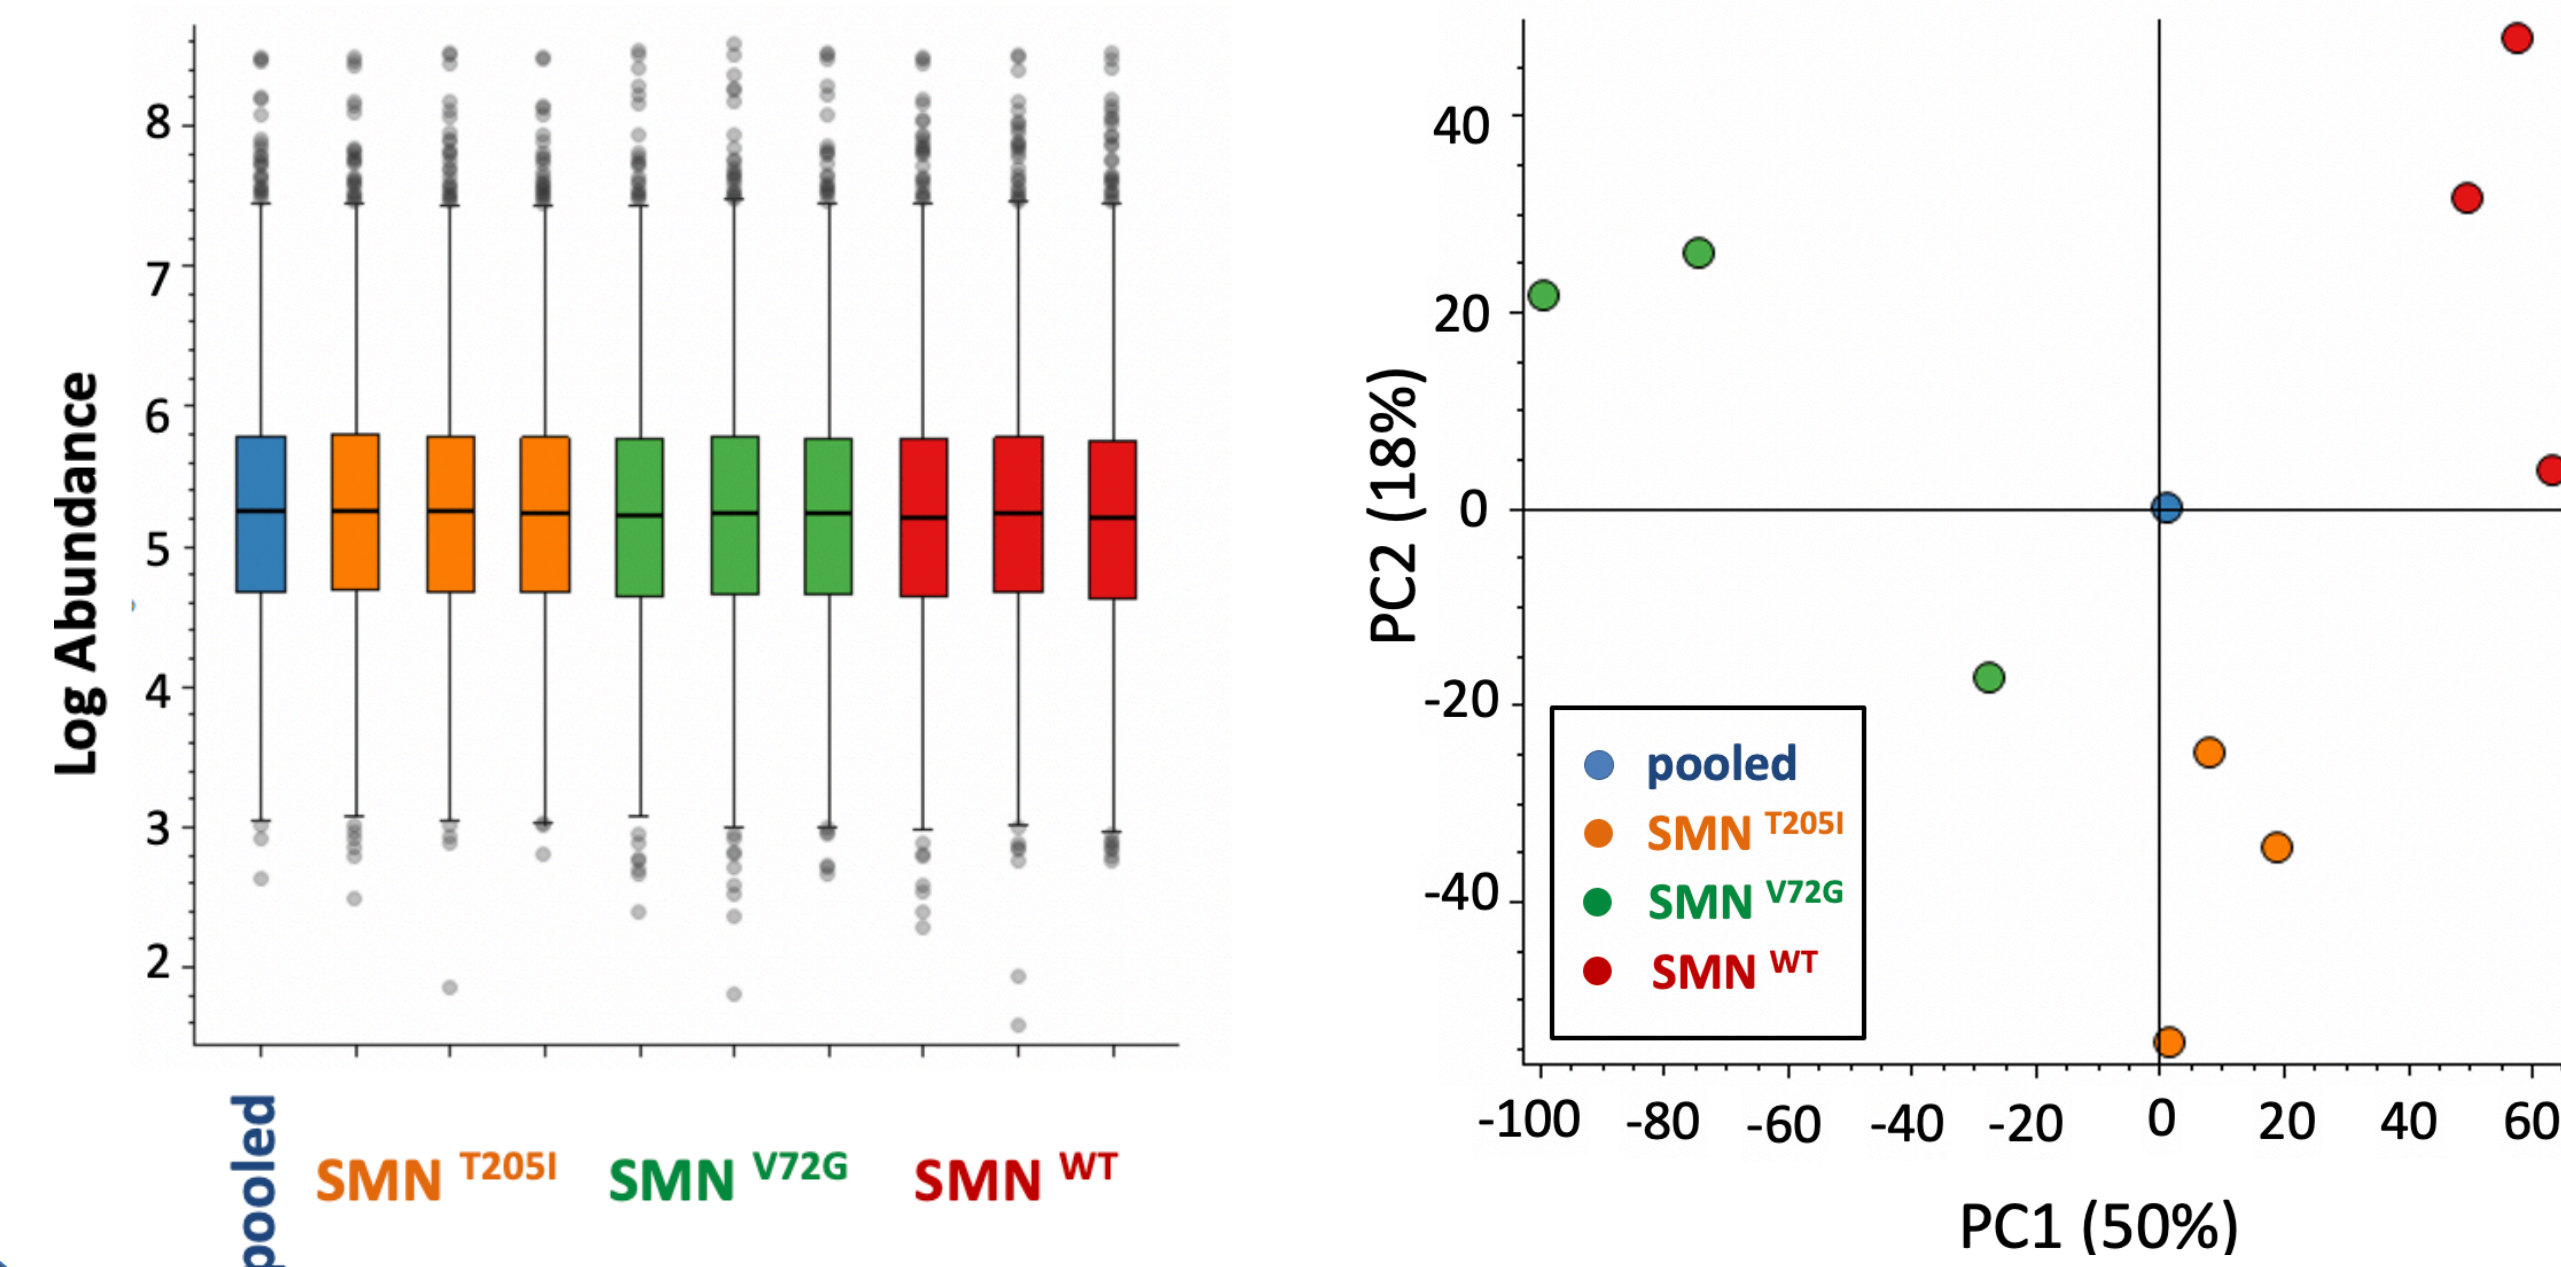 Log Abundance
8
7
6
5
4
3
2
pooled
SMN T205I
SMN V72G
SMN WT
PC2 (18%)
40
20
0
-20
-40
pooled
SMN T205I
SMN V72G
SMN WT
-100 -80 -60 -40 -20 0 20 40 60
PC1 (50%)